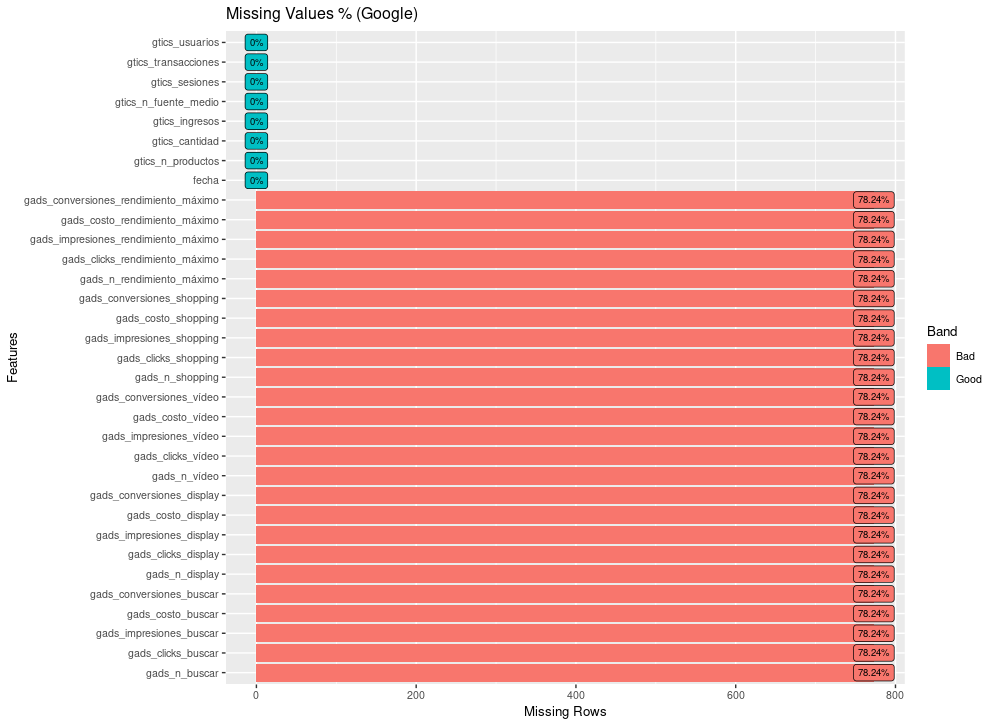 Missing Values % (Google)
gtics_usuarios 0%
gtics_transacciones 0%
gtics_sesiones 0%
gtics_n_fuente_medio 0%
gtics_ingresos 0%
gtics_cantidad 0%
gtics_n_productos 0%
fecha 0%
gads_conversiones_rendimiento_máximo 78.24%
gads_costo_rendimiento_máximo 78.24%
gads_impresiones_rendimiento_máximo 78.24%
gads_clicks_rendimiento_máximo 78.24%
gads_n_rendimiento_máximo 78.24%
gads_conversiones_shopping 78.24%
gads_costo_shopping 78.24%
gads_impresiones_shopping 78.24%
gads_clicks_shopping 78.24%
gads_n_shopping 78.24%
gads_conversiones_vídeo 78.24%
gads_costo_vídeo 78.24%
gads_impresiones_vídeo 78.24%
gads_clicks_vídeo 78.24%
gads_n_vídeo 78.24%
gads_conversiones_display 78.24%
gads_costo_display 78.24%
gads_impresiones_display 78.24%
gads_clicks_display 78.24%
gads_n_display 78.24%
gads_conversiones_buscar 78.24%
gads_costo_buscar 78.24%
gads_impresiones_buscar 78.24%
gads_clicks_buscar 78.24%
gads_n_buscar 78.24%
Features
0 200 400 600 800
Missing Rows
Band
Bad
Good